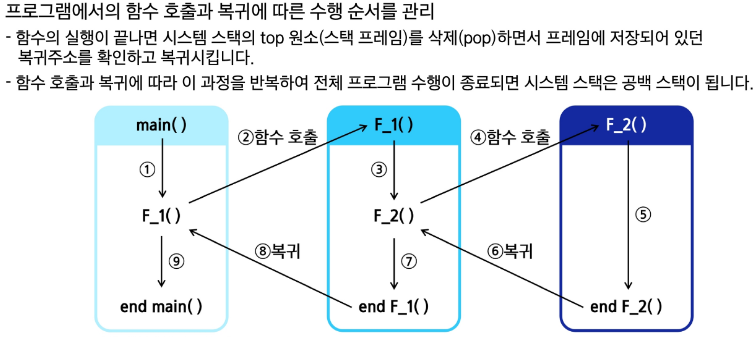 프로그램에서의 함수 호출과 복귀에 따른 수행 순서를 관리
- 함수의 실행이 끝나면 시스템 스택의 top 원소(스택 프레임)를 삭제(pop)하면서 프레임에 저장되어 있던
복귀주소를 확인하고 복귀시킵니다.
- 함수 호출과 복귀에 따라 이 과정을 반복하여 전체 프로그램 수행이 종료되면 시스템 스택은 공백 스택이 됩니다.
main( )
②함수 호출
F_1( )
④함수 호출
F_2( )
①
③
F_1( )
F_2( )
⑤
⑨
⑧복귀
⑦
⑥복귀
end main( )
end F_1( )
end F_2( )